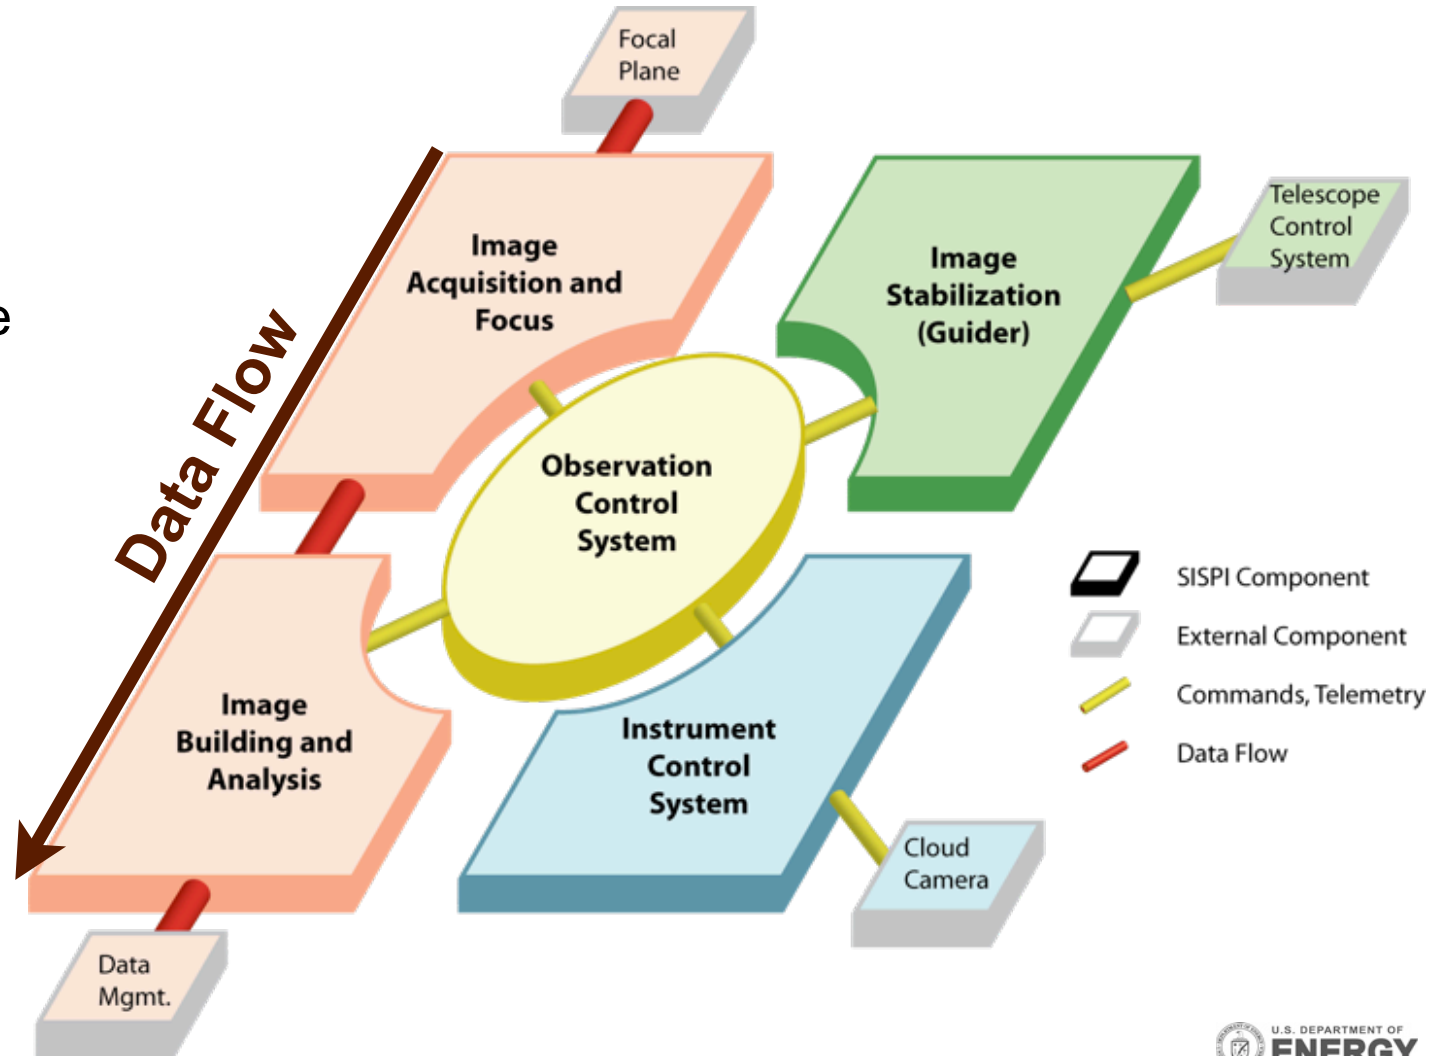 Focal
Plane
Image
Acquisition and
Focus
Image
Stabilization
(Guider)
Telescope
Control
System
e
Data Flow
Observation
Control
System
SISPI Component
External Component
Commands, Telemetry
Data Flow
Image
Building and
Analysis
Instrument
Control
System
Cloud
Camera
Data
Mgmt.
U.S. DEPARTMENT OF
ENERGY